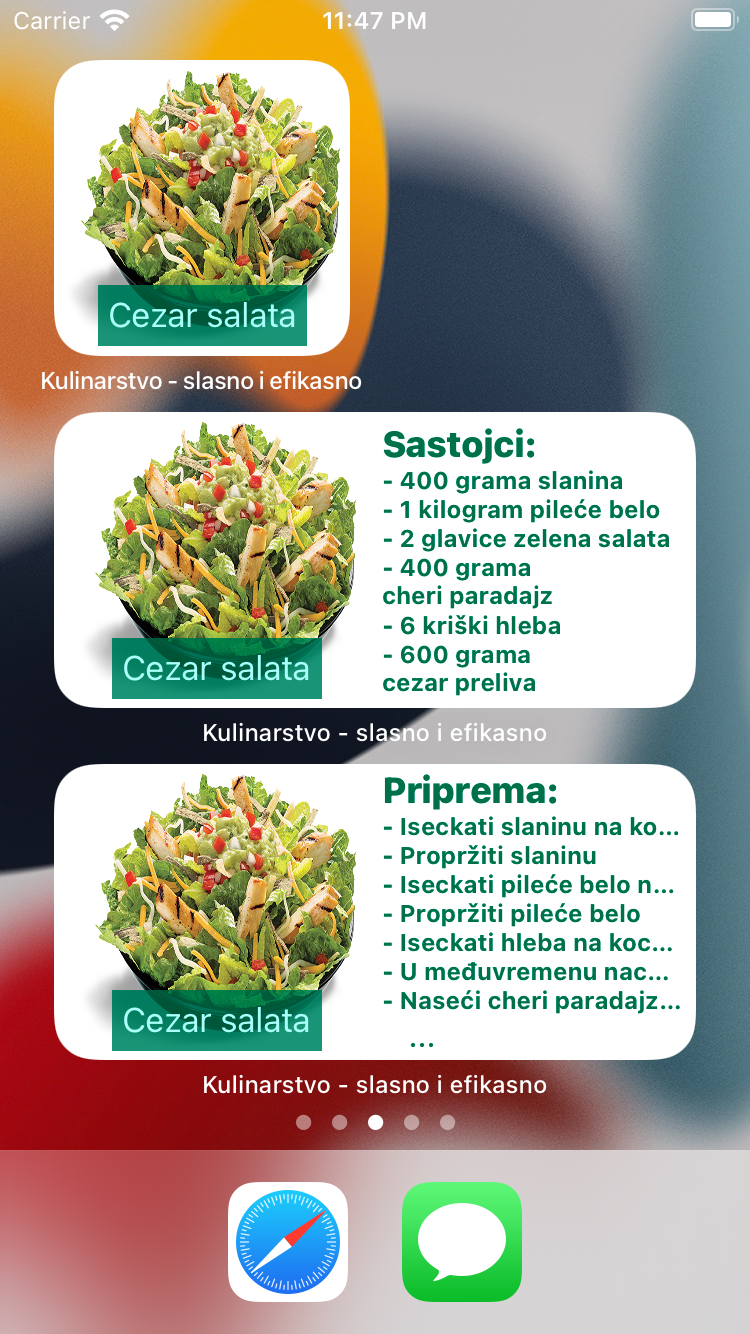 Carrier
11:47 PM
Cezar salata
Kulinarstvo - slasno i efikasno
Cezar salata
Sastojci:
- 400 grama slanina
- 1 kilogram pileće belo
- 2 glavice zelena salata
- 400 grama
cheri paradajz
- 6 kriški hleba
- 600 grama
cezar preliva
Kulinarstvo - slasno i efikasno
Cezar salata
Priprema:
- Iseckati slaninu na ko...
- Propržiti slaninu
- Iseckati pileće belo n...
- Propržiti pileće belo
- Iseckati hleba na koc...
- U međuvremenu nac...
- Naseći cheri paradajz...
...
Kulinarstvo - slasno i efikasno